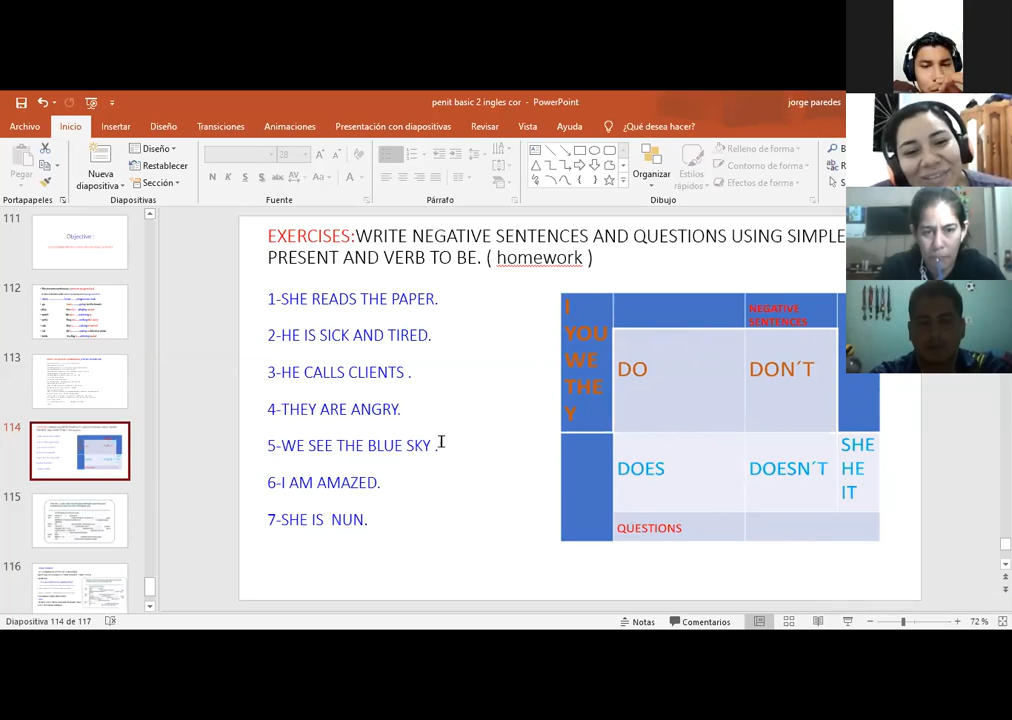 penit basic 2 ingles cor - PowerPoint
jorge paredes
Archivo Inicio Insertar Diseño Transiciones Animaciones Presentación con diapositivas Revisar Vista Ayuda ¿Qué desea hacer?
Pegar
Nueva diapositiva
Diseño
Restablecer
Sección
28
N K S S abc AV Aa A
Organizar
Estilos rápidos
Relleno de forma
Contorno de forma
Efectos de forma
Portapapeles Diapositivas Fuente Párrafo Dibujo
111
Objective :
112
113
114
115
116
EXERCISES:WRITE NEGATIVE SENTENCES AND QUESTIONS USING SIMPLE
PRESENT AND VERB TO BE. ( homework )
1-SHE READS THE PAPER.
2-HE IS SICK AND TIRED.
3-HE CALLS CLIENTS .
4-THEY ARE ANGRY.
5-WE SEE THE BLUE SKY .
6-I AM AMAZED.
7-SHE IS  NUN.
I
YOU
WE
THE
Y
NEGATIVE
SENTENCES
DO
DON´T
DOES
DOESN´T
SHE
HE
IT
QUESTIONS
Diapositiva 114 de 117
Notas
Comentarios
72 %